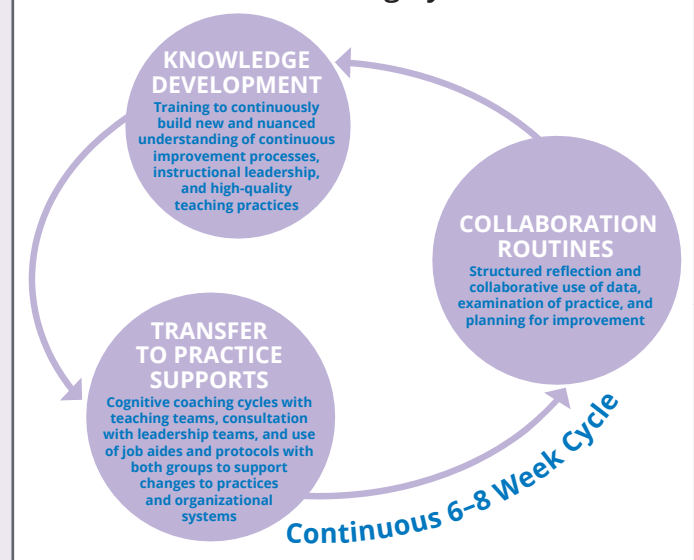 KNOWLEDGE
DEVELOPMENT
Training to continuously
build new and nuanced
understanding of continuous
improvement processes,
instructional leadership,
and high-quality
teaching practices
COLLABORATION
ROUTINES
Structured reflection and
collaborative use of data,
examination of practice, and
planning for improvement
TRANSFER
TO PRACTICE
SUPPORTS
Cognitive coaching cycles with
teaching teams, consultation
with leadership teams, and use
of job aides and protocols with
both groups to support
changes to practices
and organizational
systems
Continuous 6–8 Week Cycle